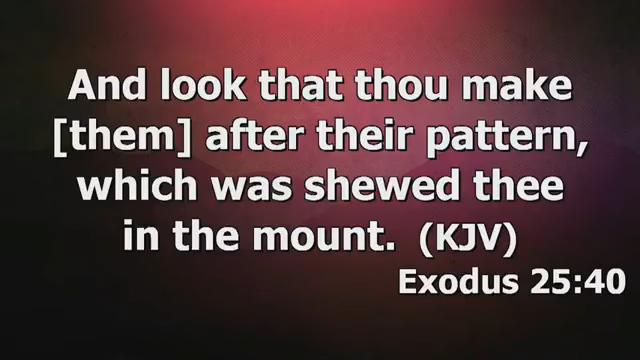 And look that thou make
[them] after their pattern,
which was shewed thee
in the mount. (KJV)
Exodus 25:40